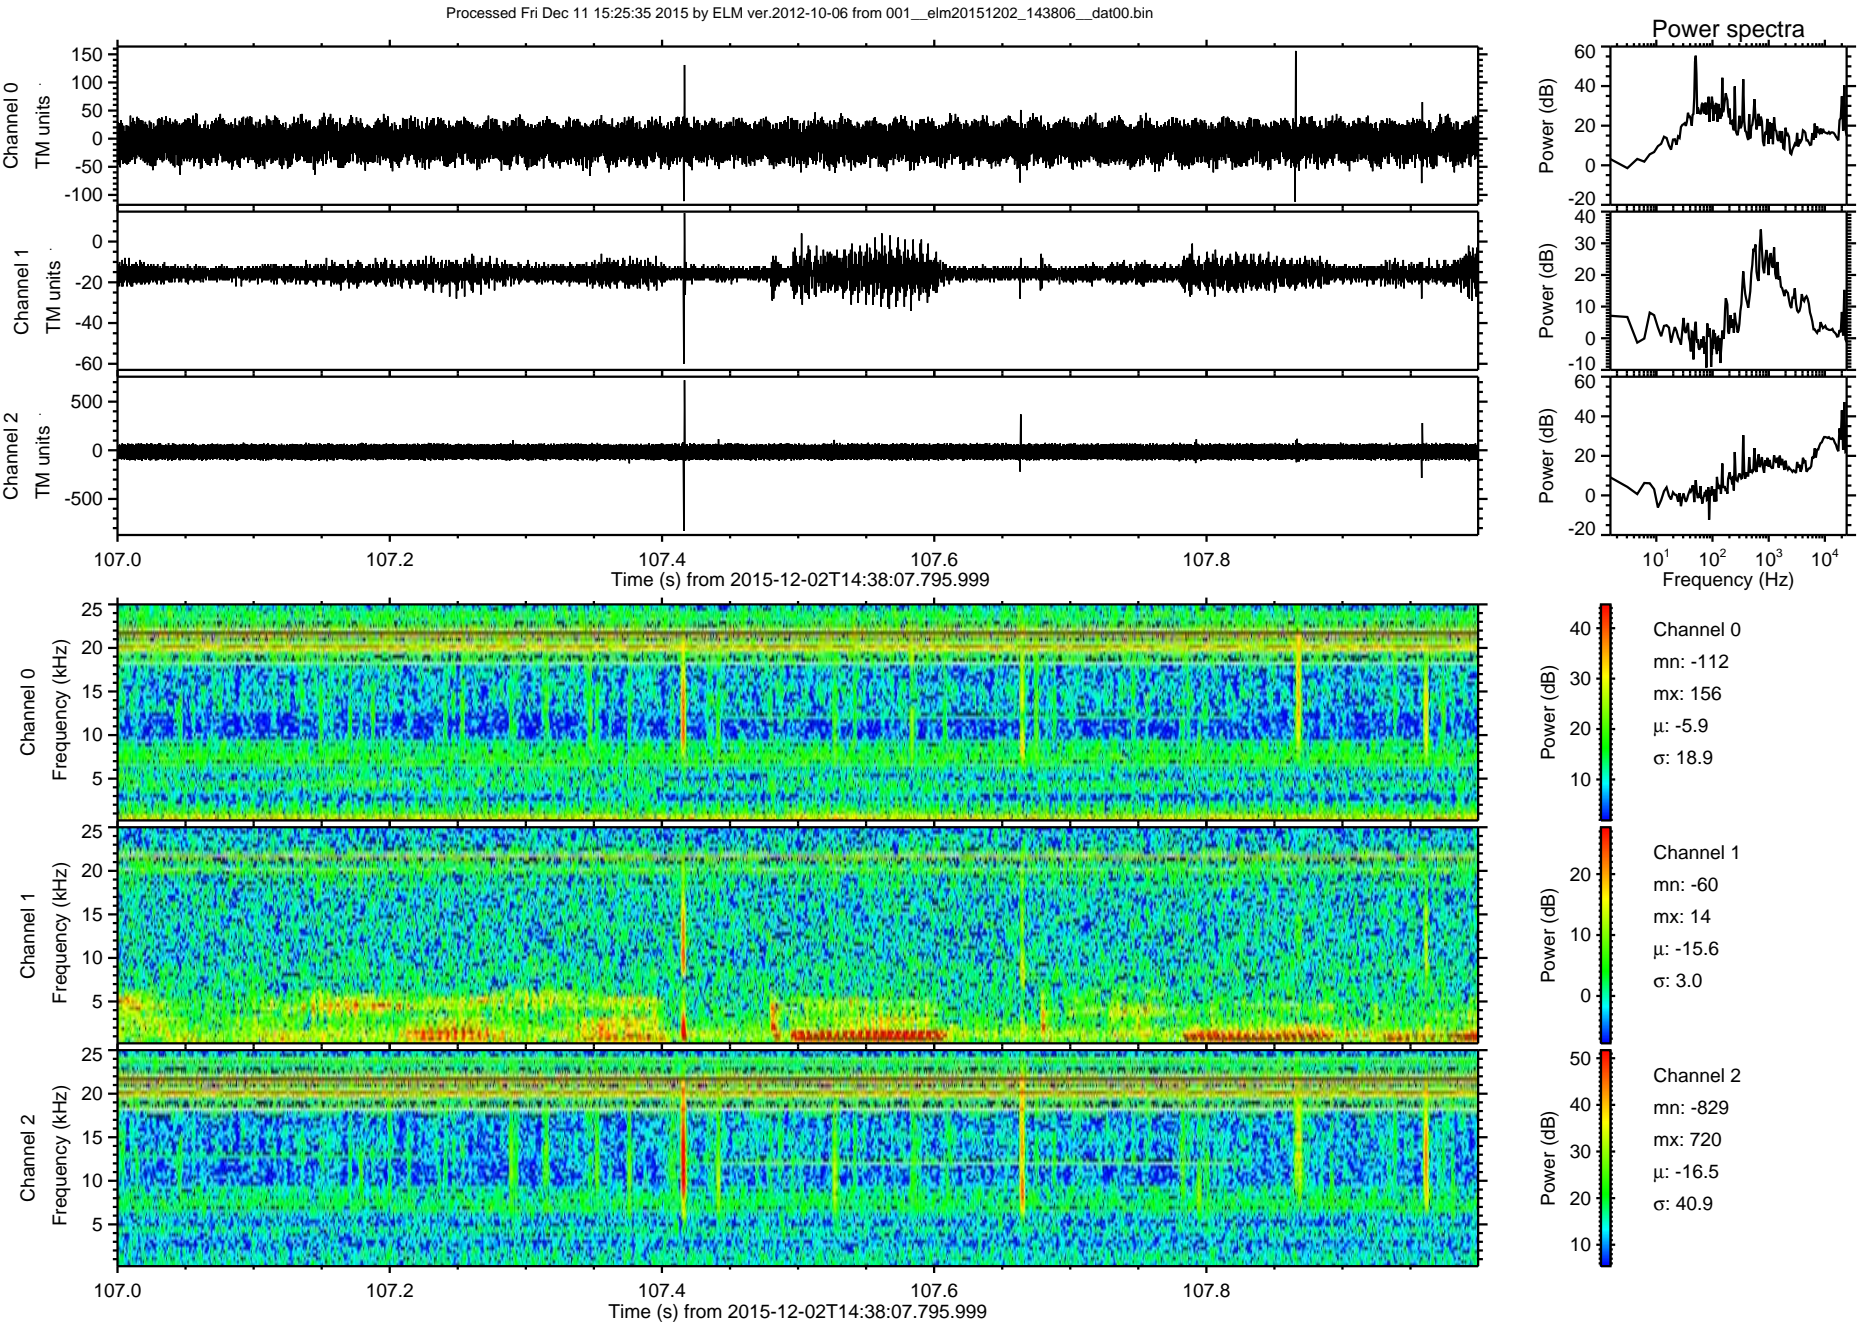 Processed Fri Dec 11 15:25:35 2015 by ELM ver.2012-10-06 from 001__elm20151202_143806__dat00.bin
Power spectra
Channel 0
TM units
150
100
50
0
-50
-100
Power (dB)
60
40
20
0
-20
Channel 1
TM units
0
-20
-40
-60
Power (dB)
40
30
20
10
0
-10
Channel 2
TM units
500
0
-500
Power (dB)
60
40
20
0
-20
107.0 107.2 107.4 107.6 107.8
Time (s) from 2015-12-02T14:38:07.795.999
10^1 10^2 10^3 10^4
Frequency (Hz)
Channel 0
Frequency (kHz)
25
20
15
10
5
Power (dB)
40
30
20
10
Channel 0
mn: -112
mx: 156
μ: -5.9
σ: 18.9
Channel 1
Frequency (kHz)
25
20
15
10
5
Power (dB)
20
10
0
Channel 1
mn: -60
mx: 14
μ: -15.6
σ: 3.0
Channel 2
Frequency (kHz)
25
20
15
10
5
Power (dB)
50
40
30
20
10
Channel 2
mn: -829
mx: 720
μ: -16.5
σ: 40.9
107.0 107.2 107.4 107.6 107.8
Time (s) from 2015-12-02T14:38:07.795.999